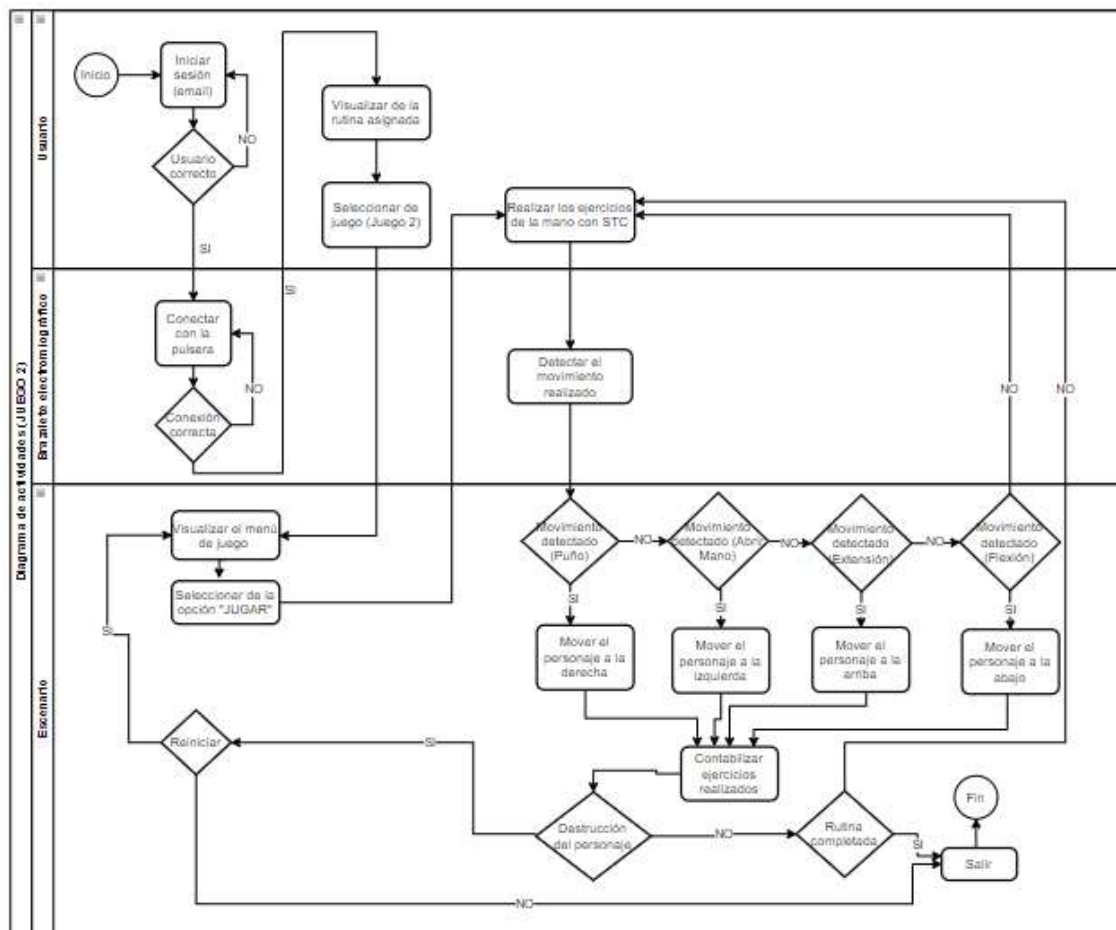 Diagrama de actividades (JUEGO 2)
Usuario
Inicio
Iniciar
sesión
(email)
NO
Usuario
correcto
SI
Visualizar de la
rutina asignada
Seleccionar de
juego (Juego 2)
Realizar los ejercicios
de la mano con STC
Brazalete electromiográfico
Conectar
con la
pulsera
NO
Conexión
correcta
SI
Detectar el
movimiento
realizado
NO
NO
Escenario
Visualizar el menú
de juego
Seleccionar de la
opción "JUGAR"
SI
Movimiento
detectado
(Puño)
NO
Movimiento
detectado (Abrir
Mano)
NO
Movimiento
detectado
(Extensión)
NO
Movimiento
detectado
(Flexión)
SI
SI
SI
SI
Mover el
personaje a la
derecha
Mover el
personaje a la
izquierda
Mover el
personaje a la
arriba
Mover el
personaje a la
abajo
Reiniciar
SI
Contabilizar
ejercicios
realizados
Destrucción
del personaje
NO
Rutina
completada
SI
Fin
Salir
NO